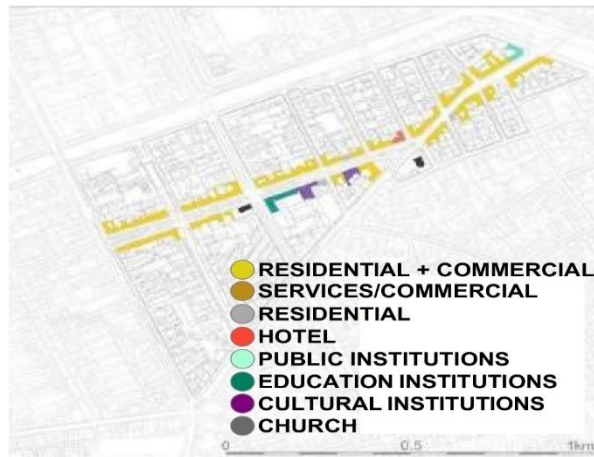 RESIDENTIAL + COMMERCIAL
SERVICES/COMMERCIAL
RESIDENTIAL
HOTEL
PUBLIC INSTITUTIONS
EDUCATION INSTITUTIONS
CULTURAL INSTITUTIONS
CHURCH
0 0.5 1km